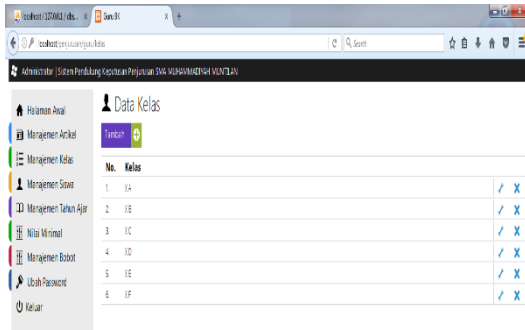 localhost / 127.0.0.1 / db... x
Guru BK x
localhost/penjurusan/guru/kelas
Search
Administrator | Sistem Pendukung Keputusan Penjurusan SMA MUHAMMADIYAH MUNTILAN
Halaman Awal
Manajemen Artikel
Manajemen Kelas
Manajemen Siswa
Manajemen Tahun Ajar
Nilai Minimal
Manajemen Bobot
Ubah Password
Keluar
Data Kelas
Tambah
No. Kelas
1. XA
2. XB
3. XC
4. XD
5. XE
6. XF